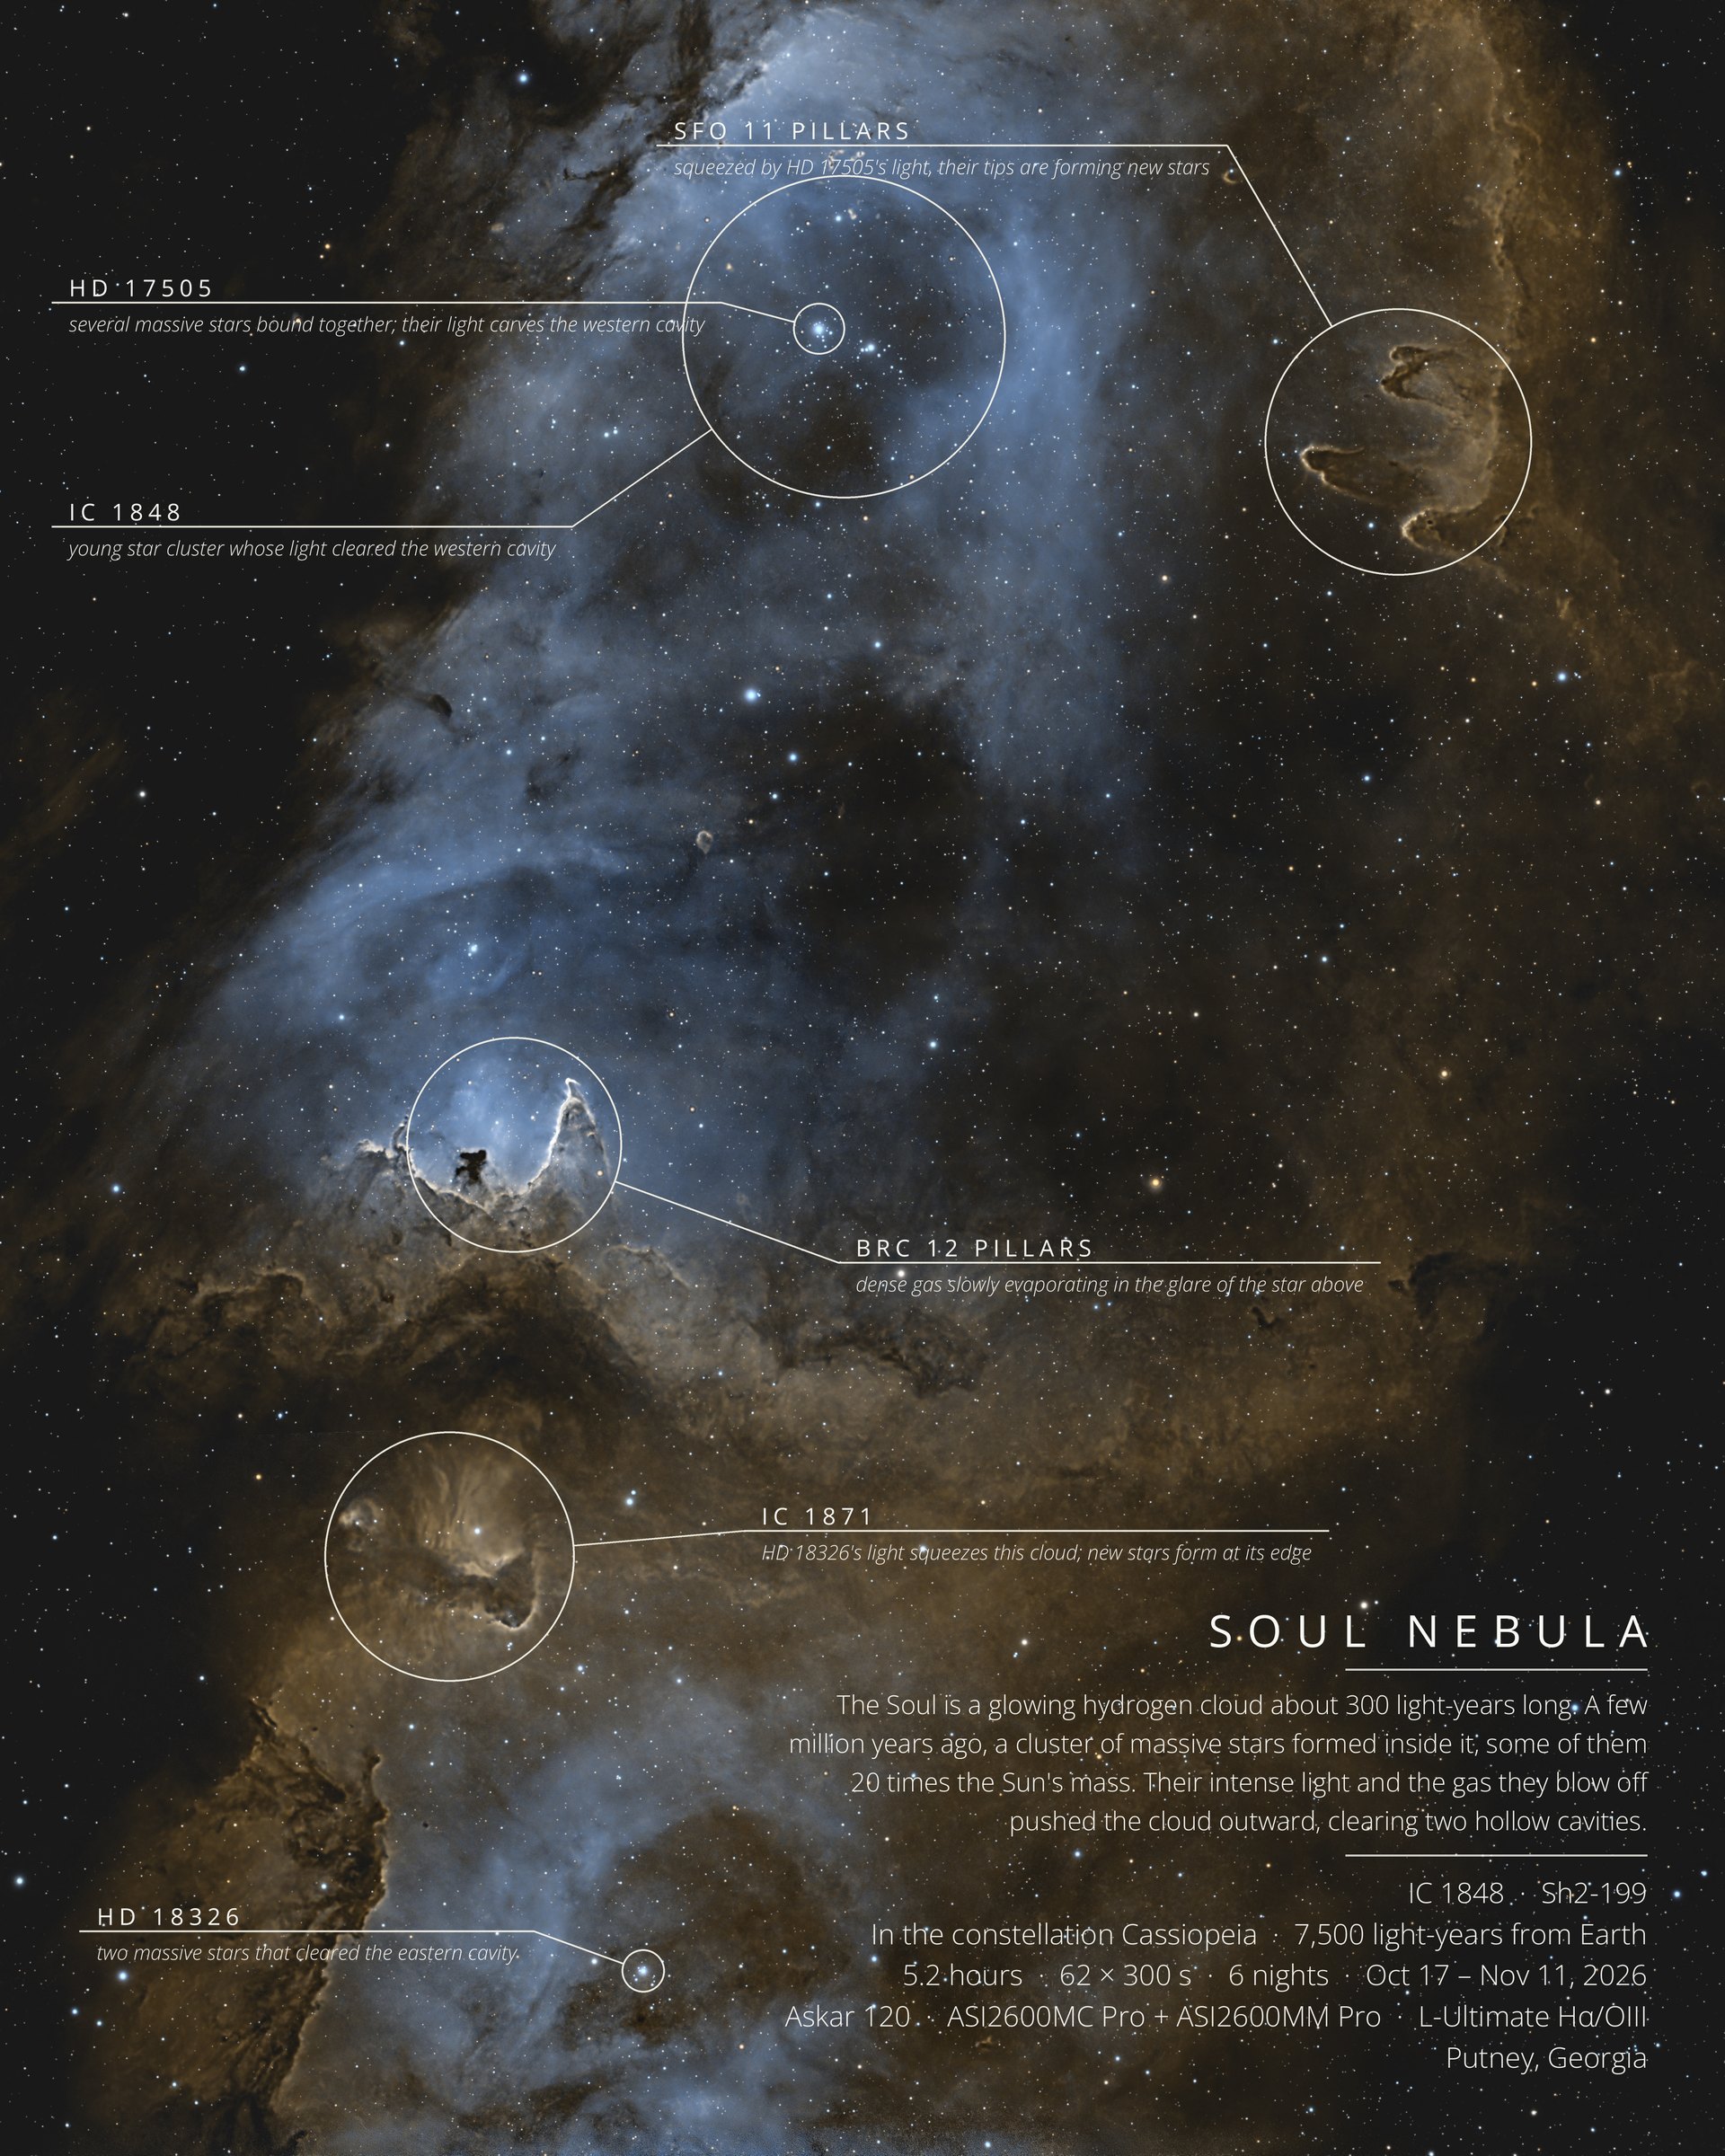 SFO 11 PILLARS
squeezed by HD 17505's light, their tips are forming new stars
HD 17505
several massive stars bound together; their light carves the western cavity
IC 1848
young star cluster whose light cleared the western cavity
BRC 12 PILLARS
dense gas slowly evaporating in the glare of the star above
IC 1871
HD 18326's light squeezes this cloud; new stars form at its edge
SOUL NEBULA
The Soul is a glowing hydrogen cloud about 300 light-years long. A few
million years ago, a cluster of massive stars formed inside it, some of them
20 times the Sun's mass. Their intense light and the gas they blow off
pushed the cloud outward, clearing two hollow cavities.
IC 1848 · Sh2-199
In the constellation Cassiopeia · 7,500 light-years from Earth
5.2 hours · 62 × 300 s · 6 nights · Oct 17 – Nov 11, 2026
Askar 120 · ASI2600MC Pro + ASI2600MM Pro · L-Ultimate Hα/OIII
Putney, Georgia
HD 18326
two massive stars that cleared the eastern cavity